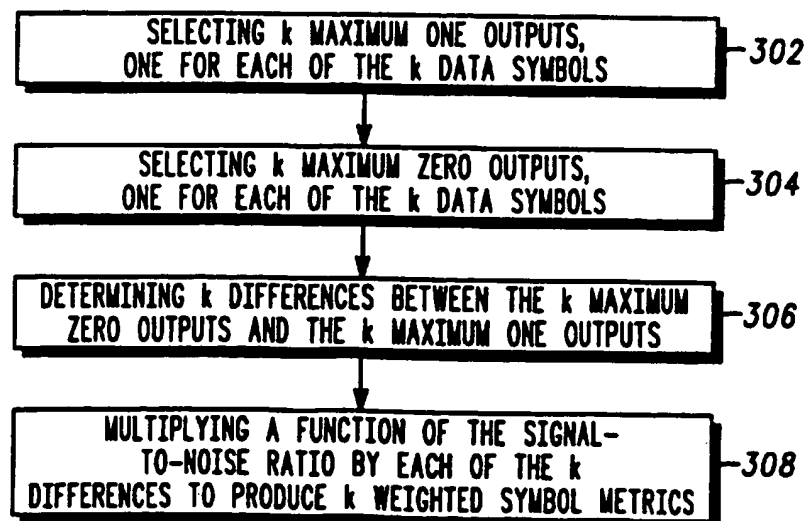 SELECTING k MAXIMUM ONE OUTPUTS,
ONE FOR EACH OF THE k DATA SYMBOLS
302
SELECTING k MAXIMUM ZERO OUTPUTS,
ONE FOR EACH OF THE k DATA SYMBOLS
304
DETERMINING k DIFFERENCES BETWEEN THE k MAXIMUM
ZERO OUTPUTS AND THE k MAXIMUM ONE OUTPUTS
306
MULTIPLYING A FUNCTION OF THE SIGNAL-
TO-NOISE RATIO BY EACH OF THE k
DIFFERENCES TO PRODUCE k WEIGHTED SYMBOL METRICS
308